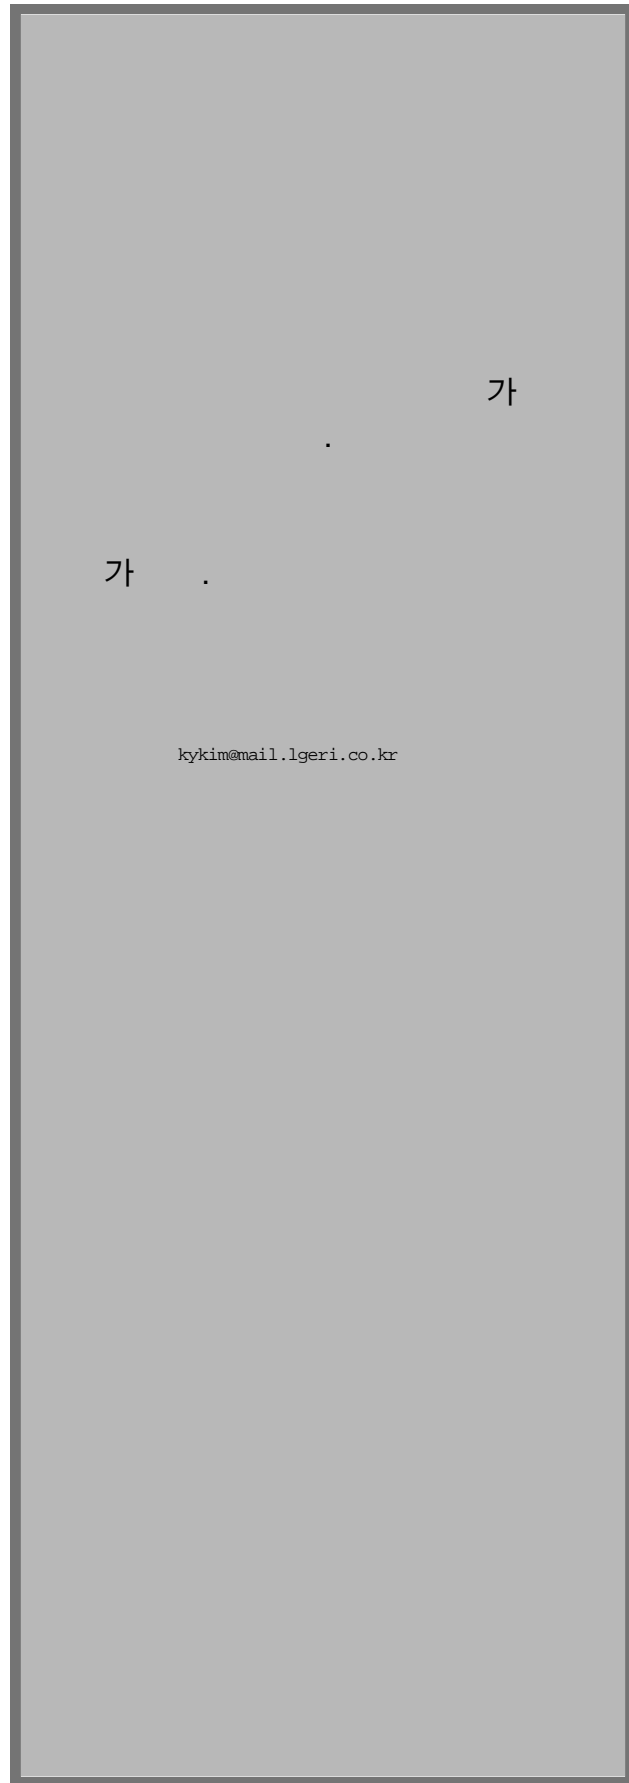 가
.
가 .
kykim@mail.lgeri.co.kr